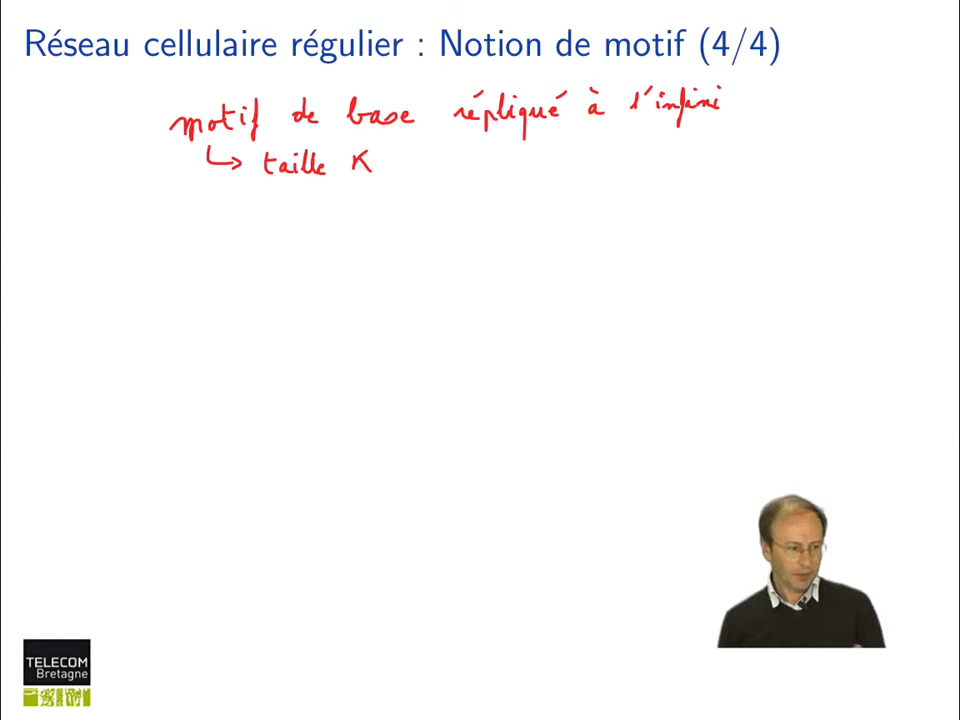 Réseau cellulaire régulier : Notion de motif (4/4)
motif de base répliqué à l'infini
↳ taille K
TELECOM
Bretagne